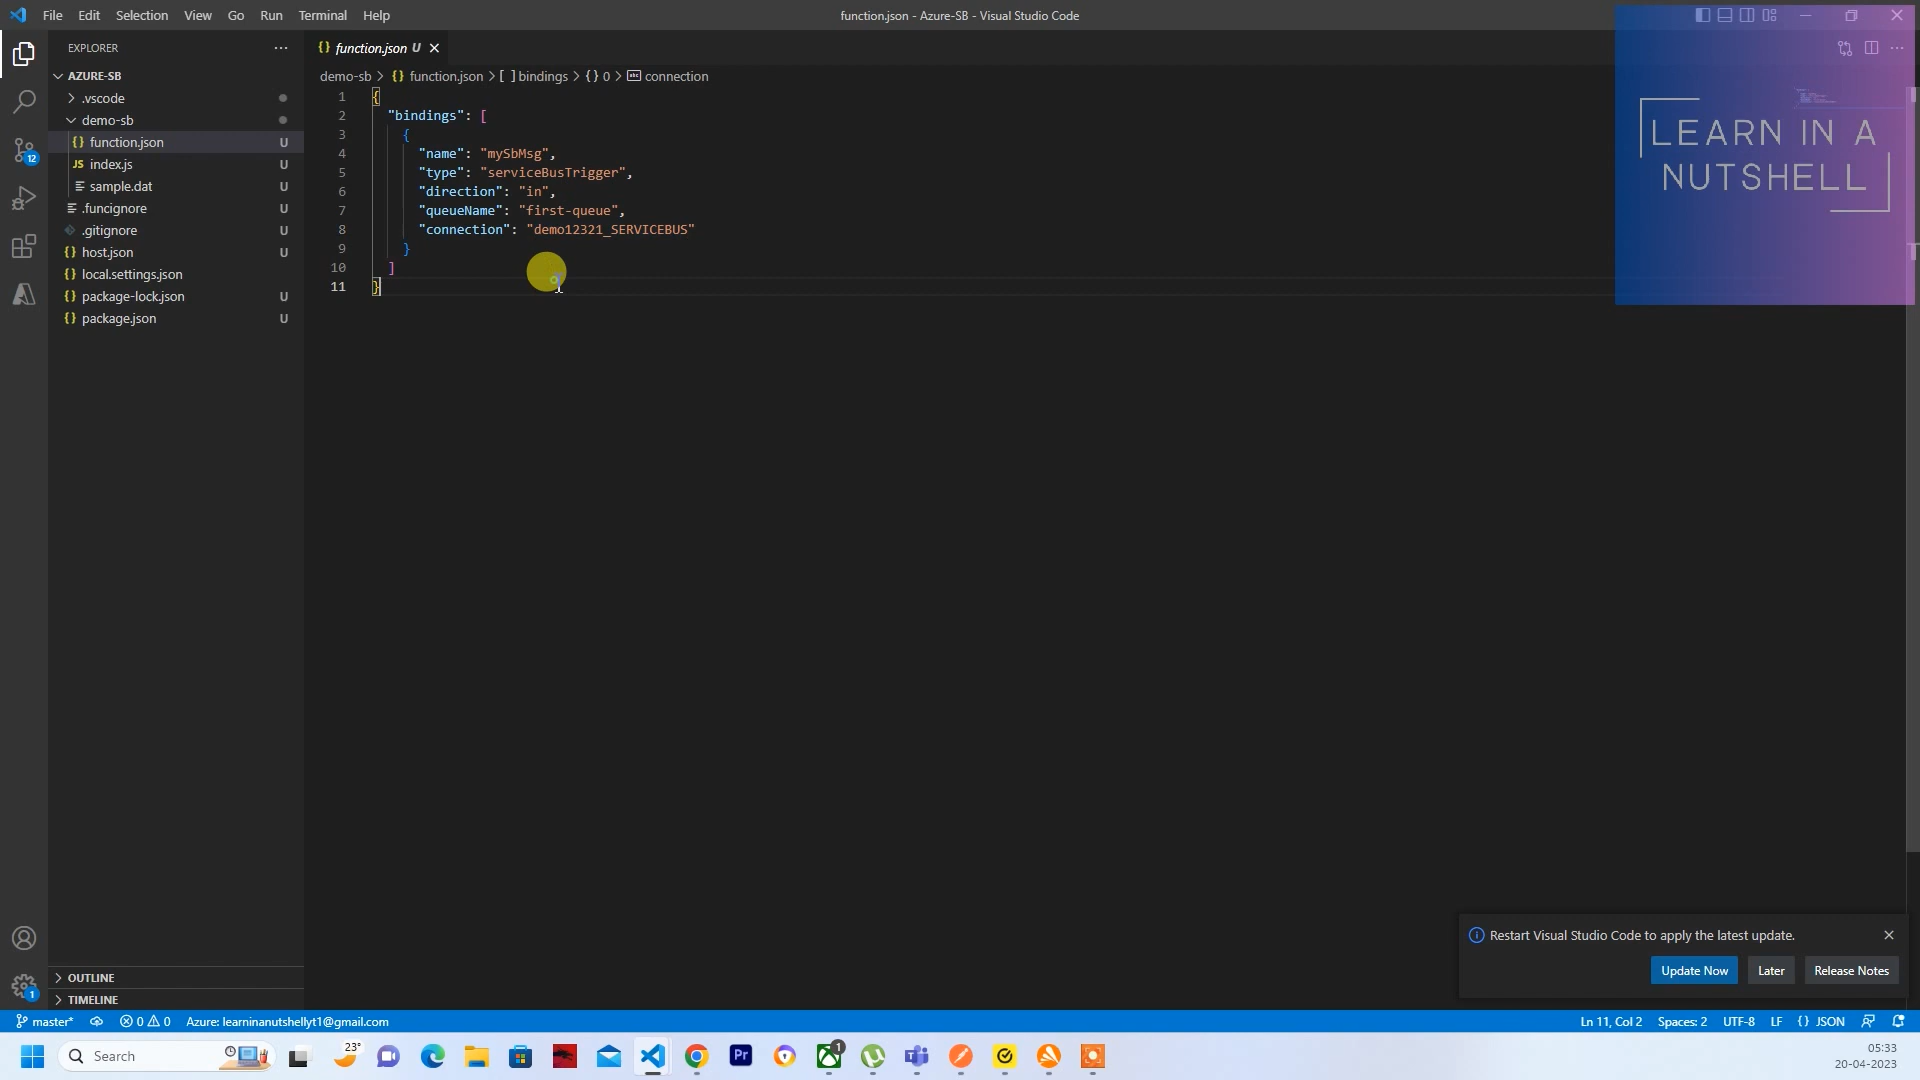 File Edit Selection View Go Run Terminal Help
function.json - Azure-SB - Visual Studio Code
EXPLORER
AZURE-SB
.vscode
demo-sb
function.json U
JS index.js U
sample.dat U
.funcignore U
.gitignore U
host.json U
local.settings.json
package-lock.json U
package.json U
OUTLINE
TIMELINE
12
1
function.json U
demo-sb > {} function.json > [ ] bindings > {} 0 > connection
1 {
2 "bindings": [
3 {
4 "name": "mySbMsg",
5 "type": "serviceBusTrigger",
6 "direction": "in",
7 "queueName": "first-queue",
8 "connection": "demo12321_SERVICEBUS"
9 }
10 ]
11 }
LEARN IN A
NUTSHELL
Restart Visual Studio Code to apply the latest update.
Update Now Later Release Notes
master* 0 0 Azure: learninanutshellyt1@gmail.com
Ln 11, Col 2 Spaces: 2 UTF-8 LF {} JSON
Search
23°
Pr
1
05:33
20-04-2023